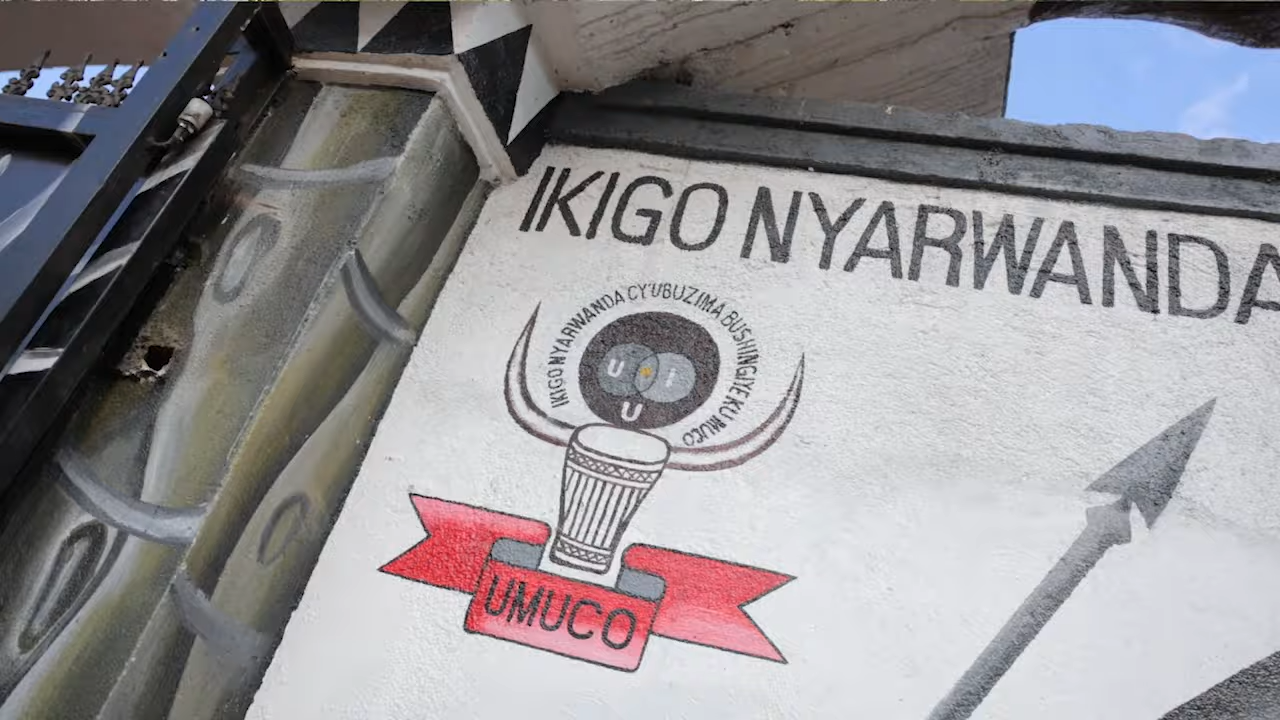 IKIGO NYARWANDA
IKIGO NYARWANDA CY'UBUZIMA BUSHINGIYE KU MUCO
U I
U
UMUCO